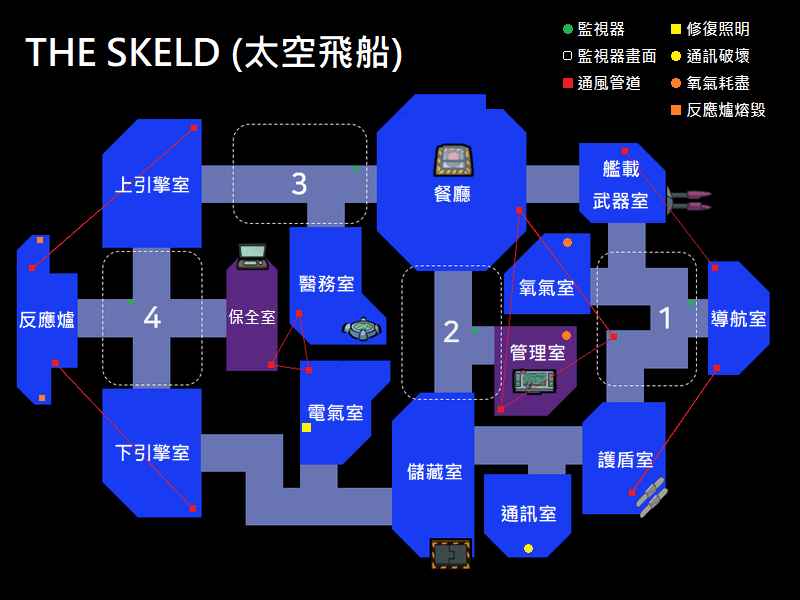 THE SKELD (太空飛船)
監視器
修復照明
監視器畫面
通訊破壞
通風管道
氧氣耗盡
反應爐熔毀
上引擎室
3
餐廳
艦載
武器室
醫務室
氧氣室
反應爐
4
保全室
2
管理室
1
導航室
電氣室
下引擎室
儲藏室
護盾室
通訊室